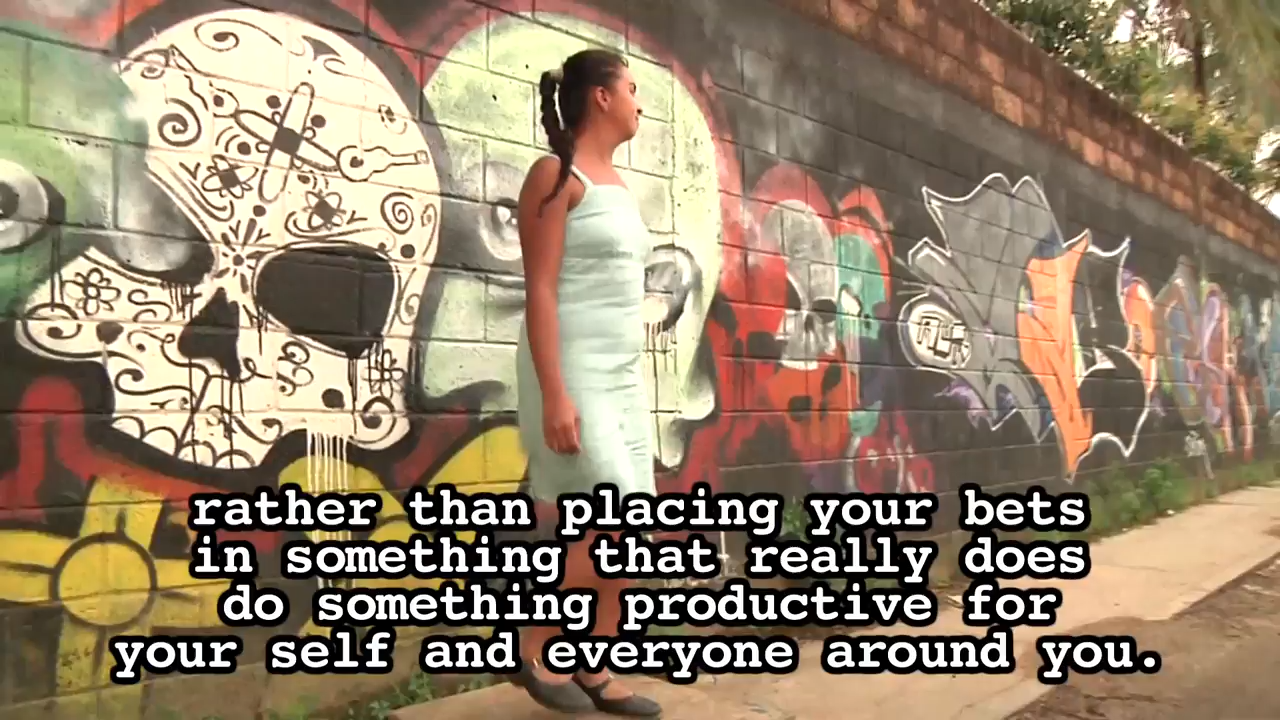 rather than placing your bets
in something that really does
do something productive for
your self and everyone around you.